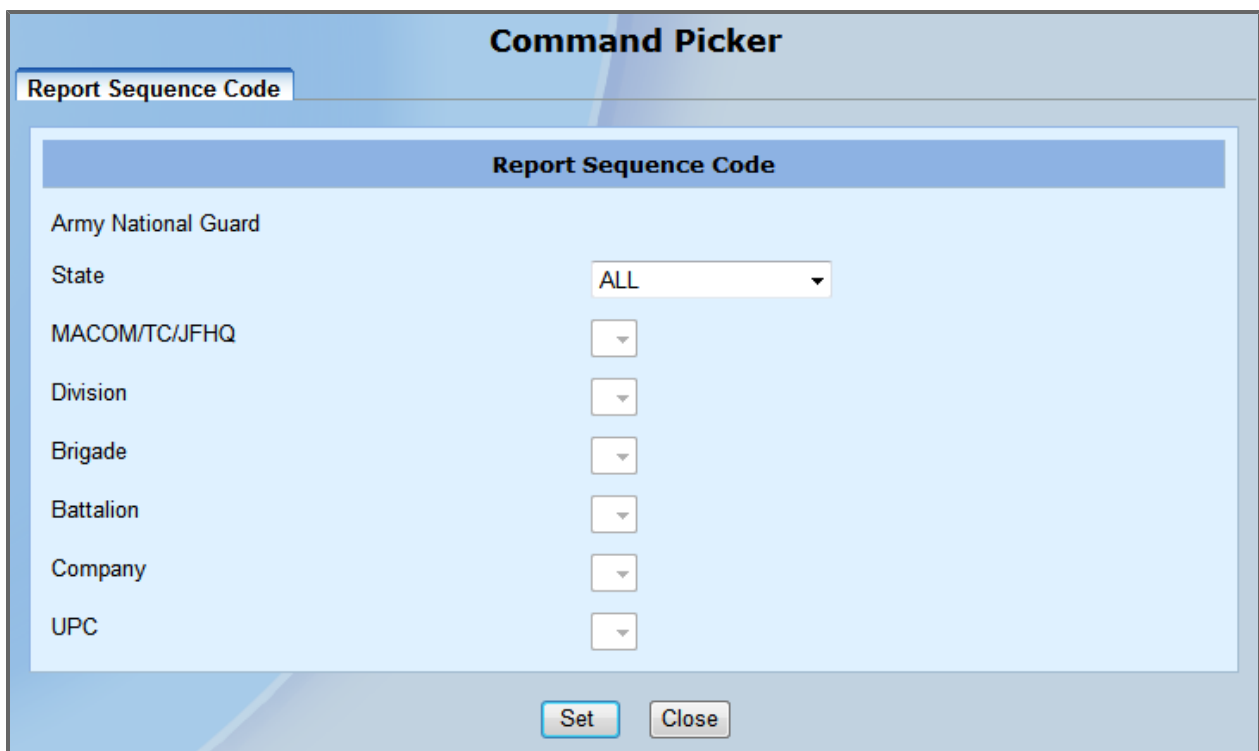 Command Picker
Report Sequence Code
Report Sequence Code
Army National Guard
State ALL
MACOM/TC/JFHQ
Division
Brigade
Battalion
Company
UPC
Set Close